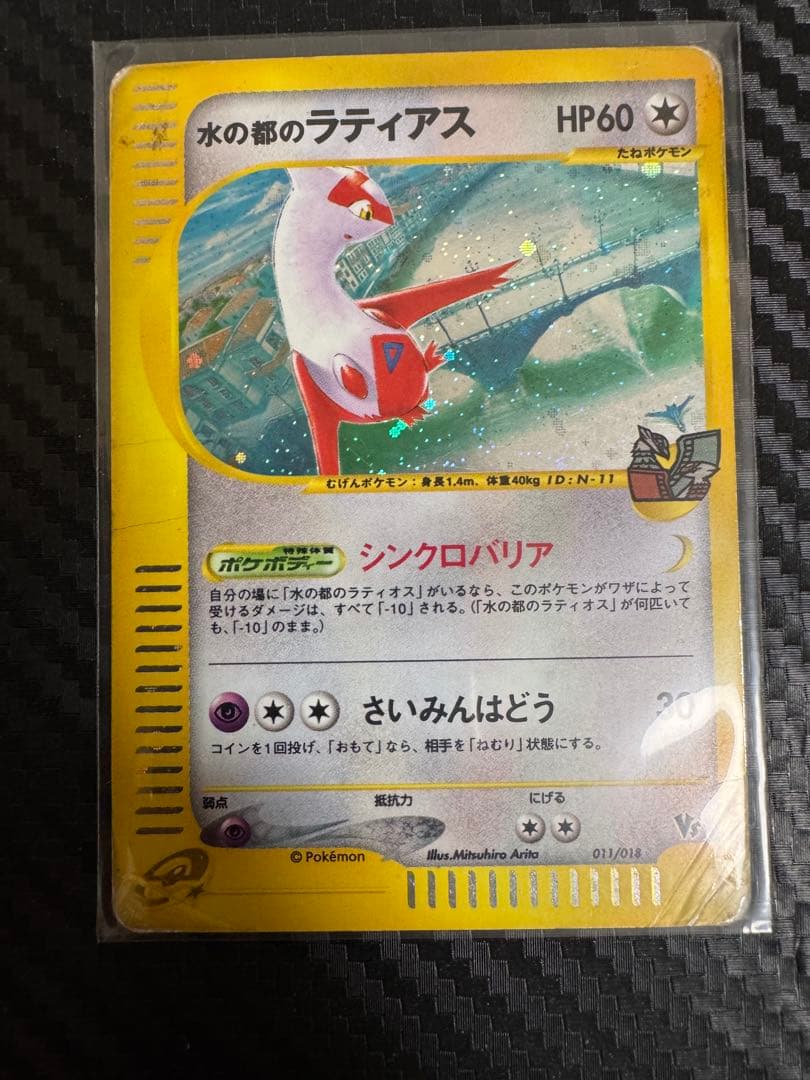 水の都のラティアス HP60
たねポケモン
むげんポケモン：身長1.4m、体重40kg ID：N-11
特殊体質
ポケボディー シンクロバリア
自分の場に「水の都のラティオス」がいるなら、このポケモンがワザによって
受けるダメージは、すべて「-10」される。（「水の都のラティオス」が何匹いて
も、「-10」のまま。）
さいみんはどう 30
コインを1回投げ、「おもて」なら、相手を「ねむり」状態にする。
弱点 抵抗力 にげる
© Pokémon Illus.Mitsuhiro Arita 011/018 VS